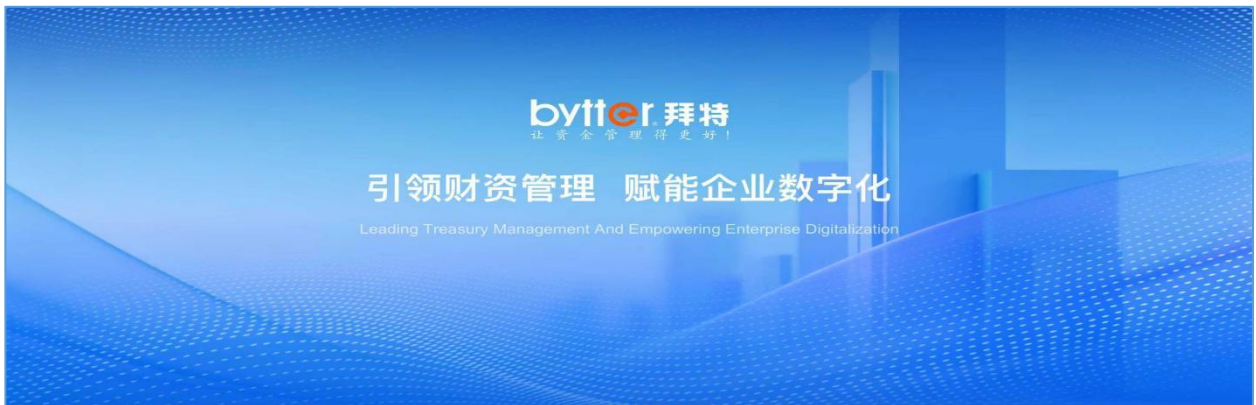 bytter.拜特
让资金管理得更好！
引领财资管理 赋能企业数字化
Leading Treasury Management And Empowering Enterprise Digitalization